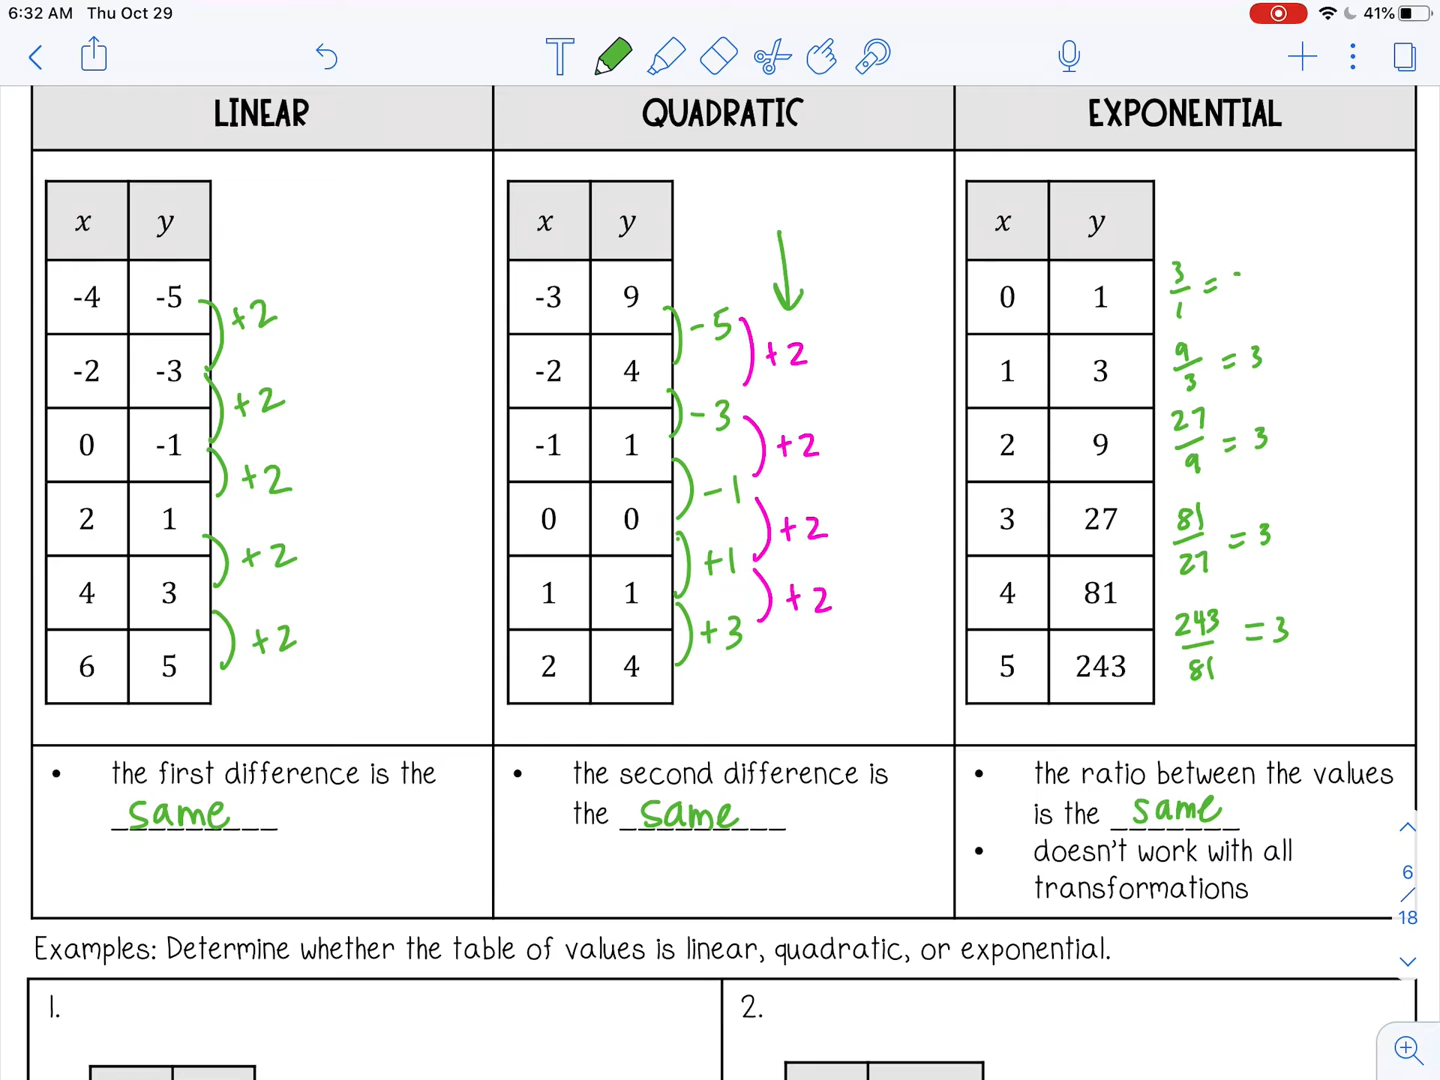 6:32 AM Thu Oct 29
41%
T
LINEAR
x y
-4 -5
-2 -3
0 -1
2 1
4 3
6 5
+2
+2
+2
+2
+2
the first difference is the
same
QUADRATIC
x y
-3 9
-2 4
-1 1
0 0
1 1
2 4
-5
-3
-1
+1
+3
+2
+2
+2
+2
the second difference is
the same
EXPONENTIAL
x y
0 1
1 3
2 9
3 27
4 81
5 243
3/1 =
9/3 = 3
27/9 = 3
81/27 = 3
243/81 = 3
the ratio between the values
is the same
doesn't work with all
transformations
6
/
18
Examples: Determine whether the table of values is linear, quadratic, or exponential.
1.
2.